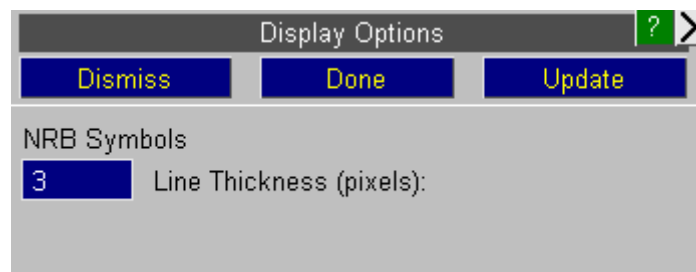 Display Options ? X
Dismiss Done Update
NRB Symbols
3 Line Thickness (pixels):